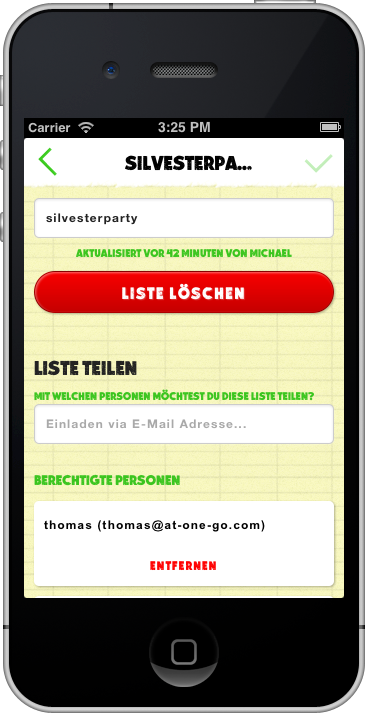 Carrier 3:25 PM
SILVESTERPA...
silvesterparty
AKTUALISIERT VOR 42 MINUTEN VON MICHAEL
LISTE LÖSCHEN
LISTE TEILEN
MIT WELCHEN PERSONEN MÖCHTEST DU DIESE LISTE TEILEN?
Einladen via E-Mail Adresse...
BERECHTIGTE PERSONEN
thomas (thomas@at-one-go.com)
ENTFERNEN